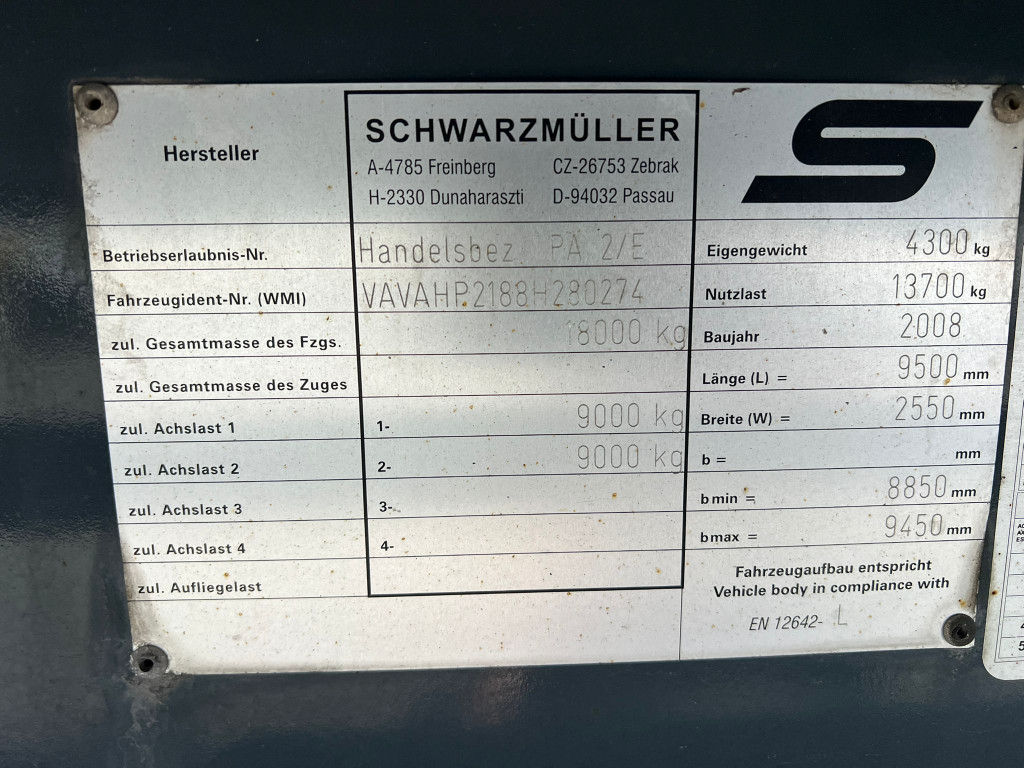 Hersteller
SCHWARZMÜLLER
A-4785 Freinberg CZ-26753 Zebrak
H-2330 Dunaharaszti D-94032 Passau
S
Betriebserlaubnis-Nr. Handelsbez. PA 2/E
Fahrzeugident-Nr. (WMI) VAVAHP2188H280274
zul. Gesamtmasse des Fzgs. 18000 kg
zul. Gesamtmasse des Zuges
zul. Achslast 1 1- 9000 kg
zul. Achslast 2 2- 9000 kg
zul. Achslast 3 3-
zul. Achslast 4 4-
zul. Aufliegelast
Eigengewicht 4300 kg
Nutzlast 13700 kg
Baujahr 2008
Länge (L) = 9500 mm
Breite (W) = 2550 mm
b = mm
b min = 8850 mm
b max = 9450 mm
Fahrzeugaufbau entspricht
Vehicle body in compliance with
EN 12642- L